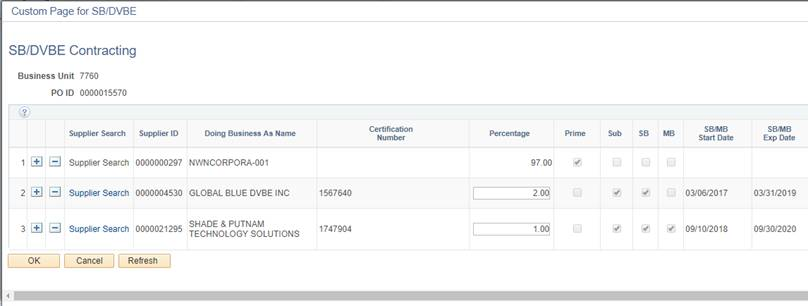 Custom Page for SB/DVBE
SB/DVBE Contracting
Business Unit 7760
PO ID 0000015570
Supplier Search Supplier ID Doing Business As Name Certification Number Percentage Prime Sub SB MB SB/MB Start Date SB/MB Exp Date
1 Supplier Search 0000000297 NWNCORPORA-001 97.00
2 Supplier Search 0000004530 GLOBAL BLUE DVBE INC 1567640 2.00 03/06/2017 03/31/2019
3 Supplier Search 0000021295 SHADE & PUTNAM TECHNOLOGY SOLUTIONS 1747904 1.00 09/10/2018 09/30/2020
OK Cancel Refresh